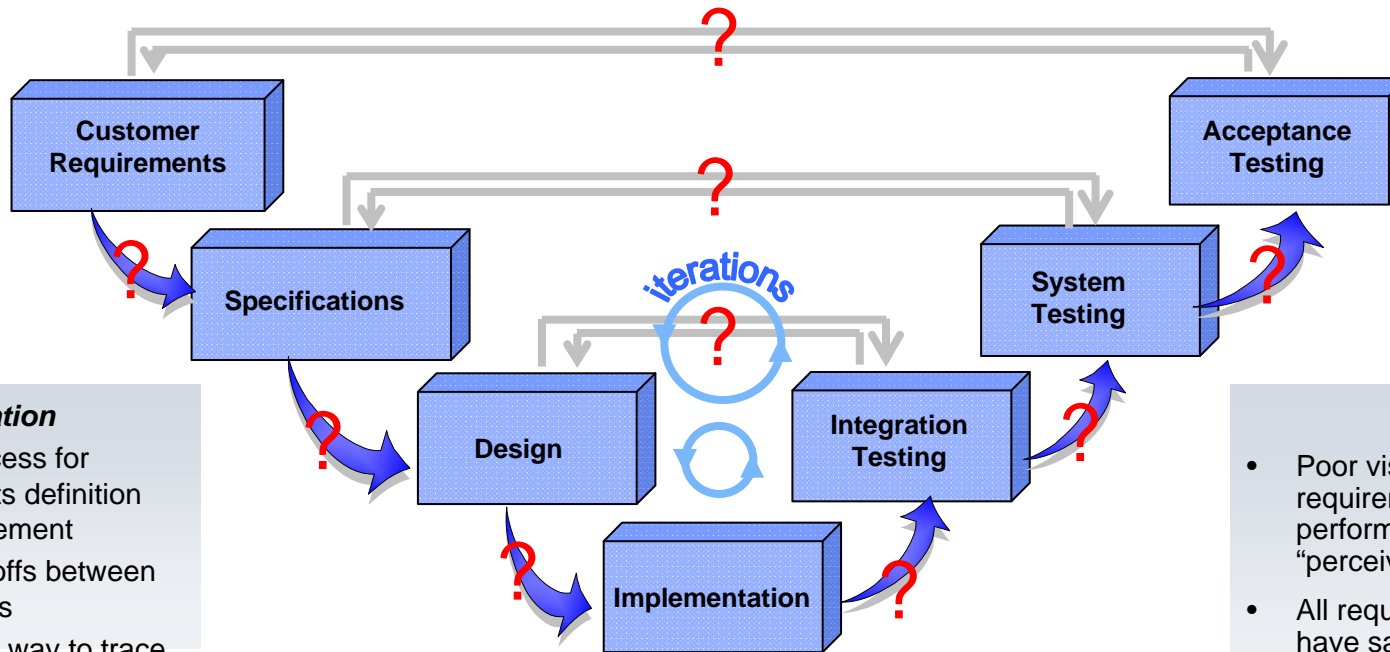 ?
Customer
Requirements
Acceptance
Testing
?
?
Specifications
iterations
System
Testing
?
?
Design
?
Integration
Testing
?
?
Implementation
?
ation
cess for
ts definition
ement
offs between
s
way to trace
• Poor vis
requirem
perform
“perceiv
• All requ
have sa